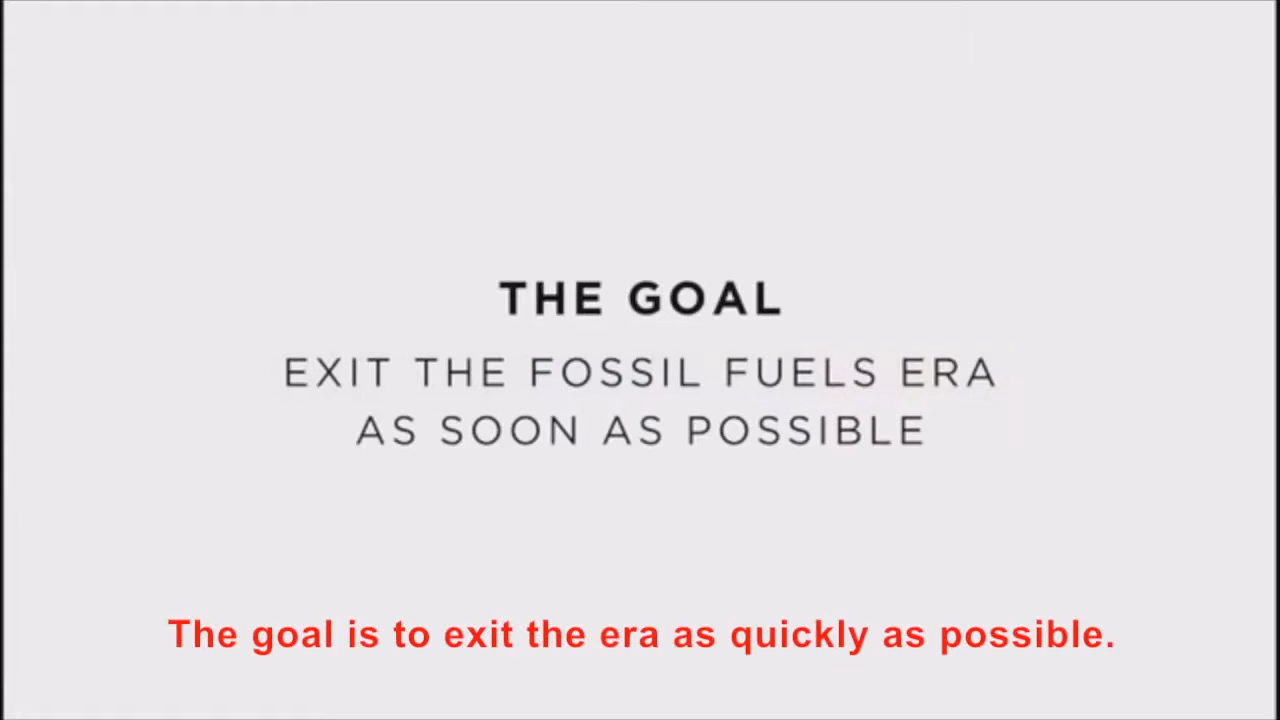 THE GOAL
EXIT THE FOSSIL FUELS ERA
AS SOON AS POSSIBLE
The goal is to exit the era as quickly as possible.